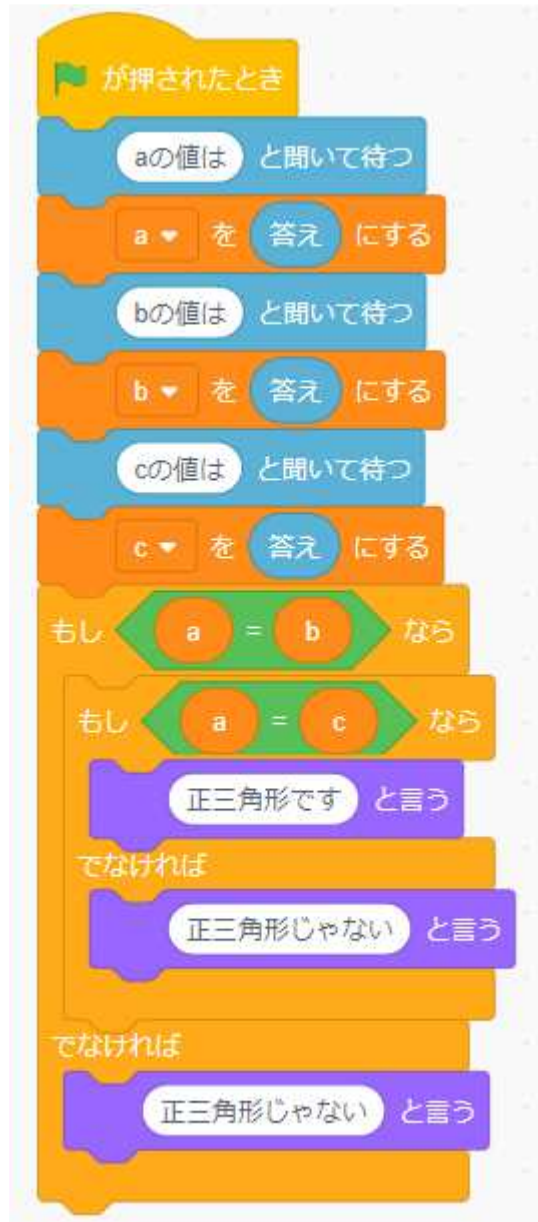 が押されたとき
aの値は と聞いて待つ
a を 答え にする
bの値は と聞いて待つ
b を 答え にする
cの値は と聞いて待つ
c を 答え にする
もし a = b なら
もし a = c なら
正三角形です と言う
でなければ
正三角形じゃない と言う
でなければ
正三角形じゃない と言う